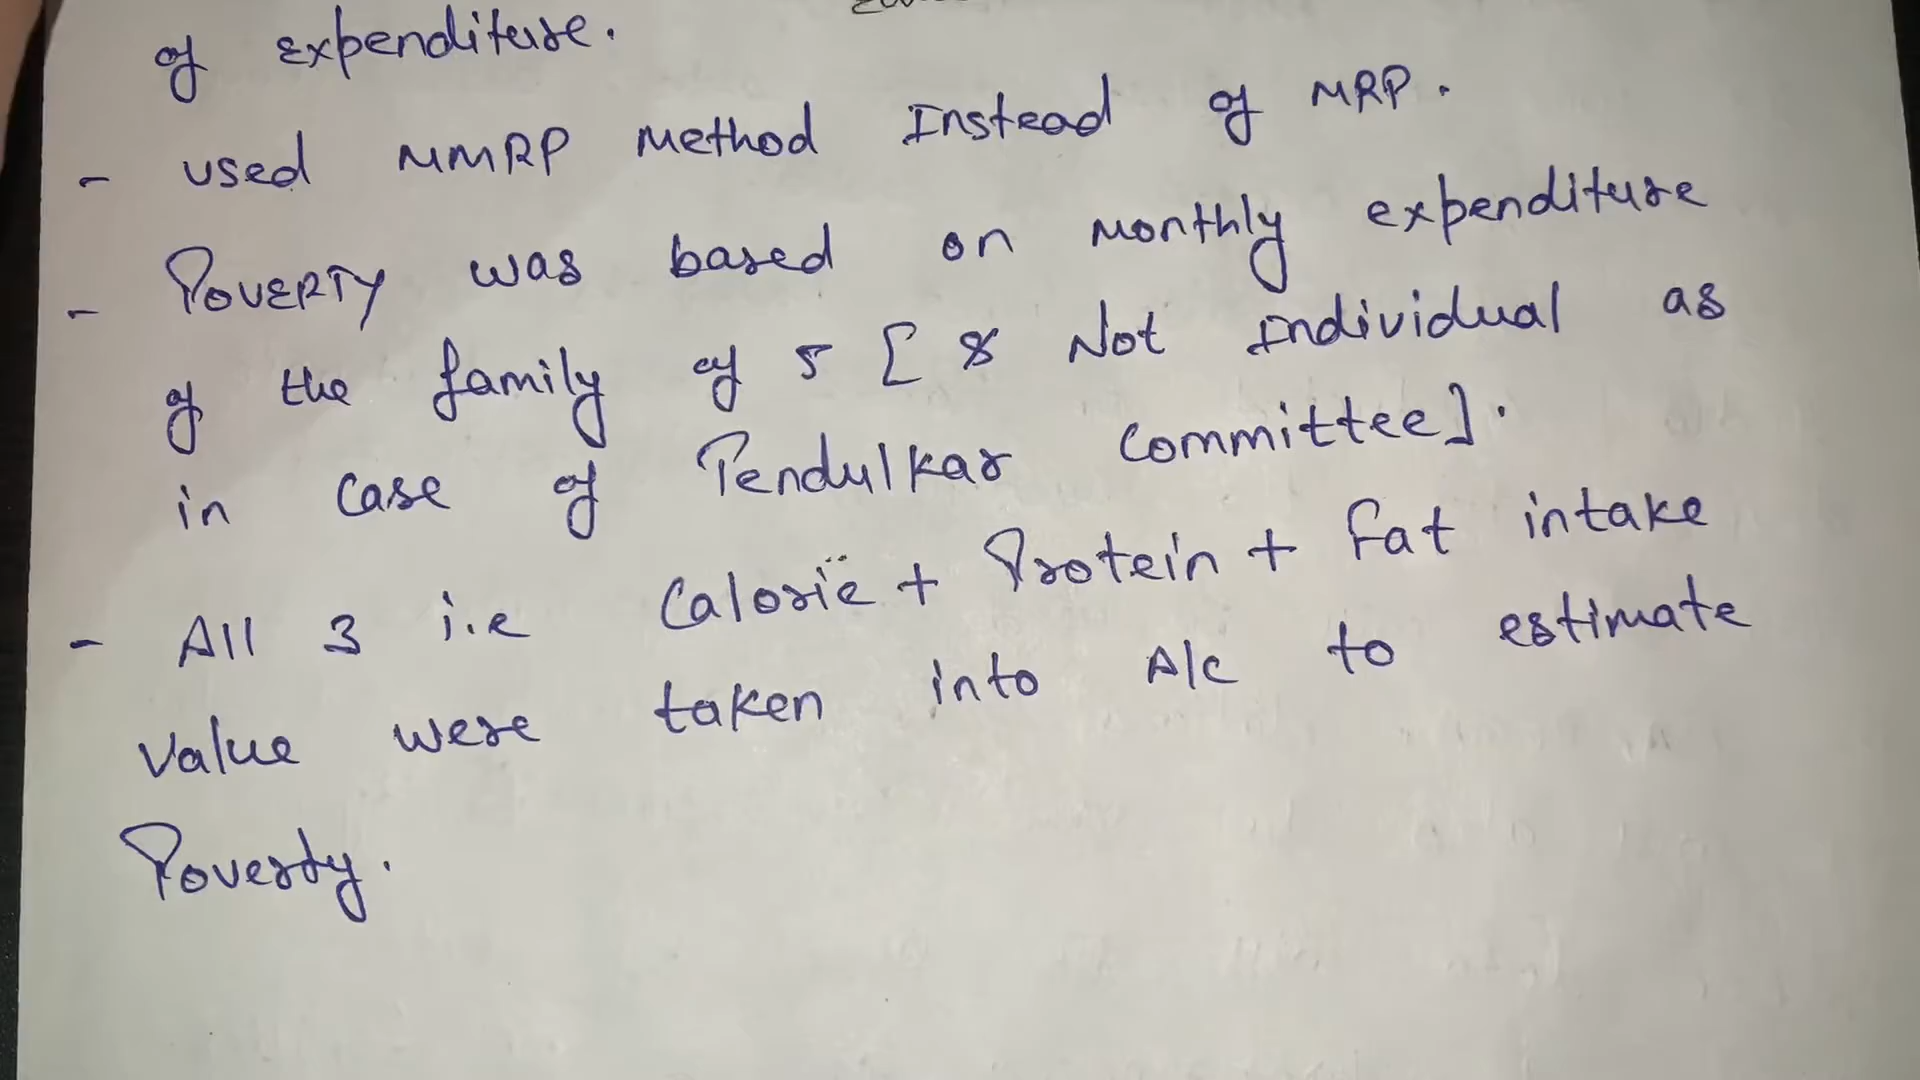 of expenditure.
- used MMRP Method Instead of MRP.
- POVERTY was based on Monthly expenditure
of the family of 5 [ & Not Individual as
in case of Tendulkar Committee].
- All 3 i.e Calorie + Protein + Fat intake
Value were taken into A/c to estimate
Poverty.